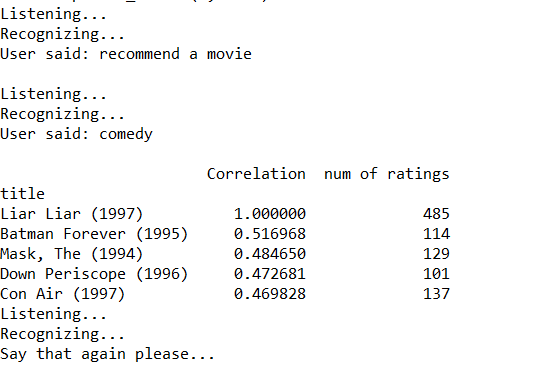 Listening...
Recognizing...
User said: recommend a movie
Listening...
Recognizing...
User said: comedy
Correlation num of ratings
title
Liar Liar (1997) 1.000000 485
Batman Forever (1995) 0.516968 114
Mask, The (1994) 0.484650 129
Down Periscope (1996) 0.472681 101
Con Air (1997) 0.469828 137
Listening...
Recognizing...
Say that again please...